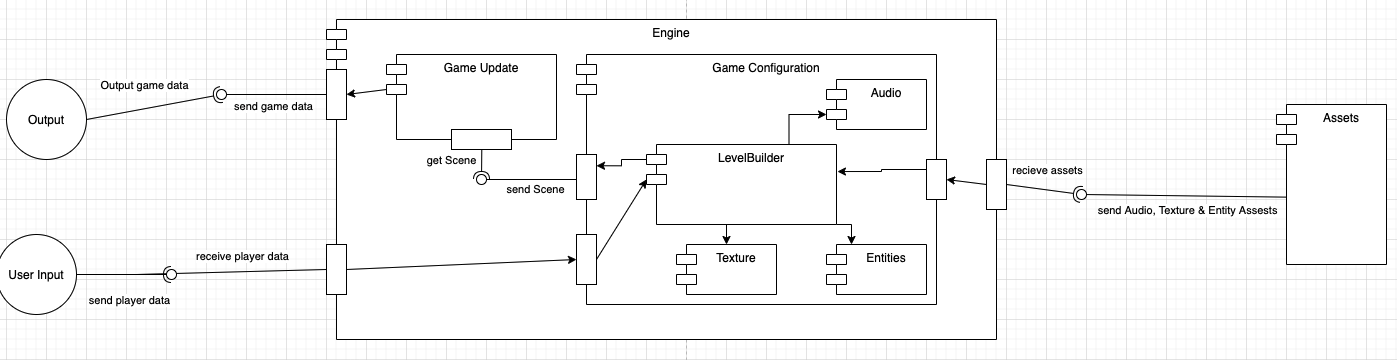 Engine
Game Update
Game Configuration
Output game data
Audio
send game data
Output
Assets
get Scene
LevelBuilder
recieve assets
send Scene
send Audio, Texture & Entity Assests
receive player data
Texture
Entities
User Input
send player data